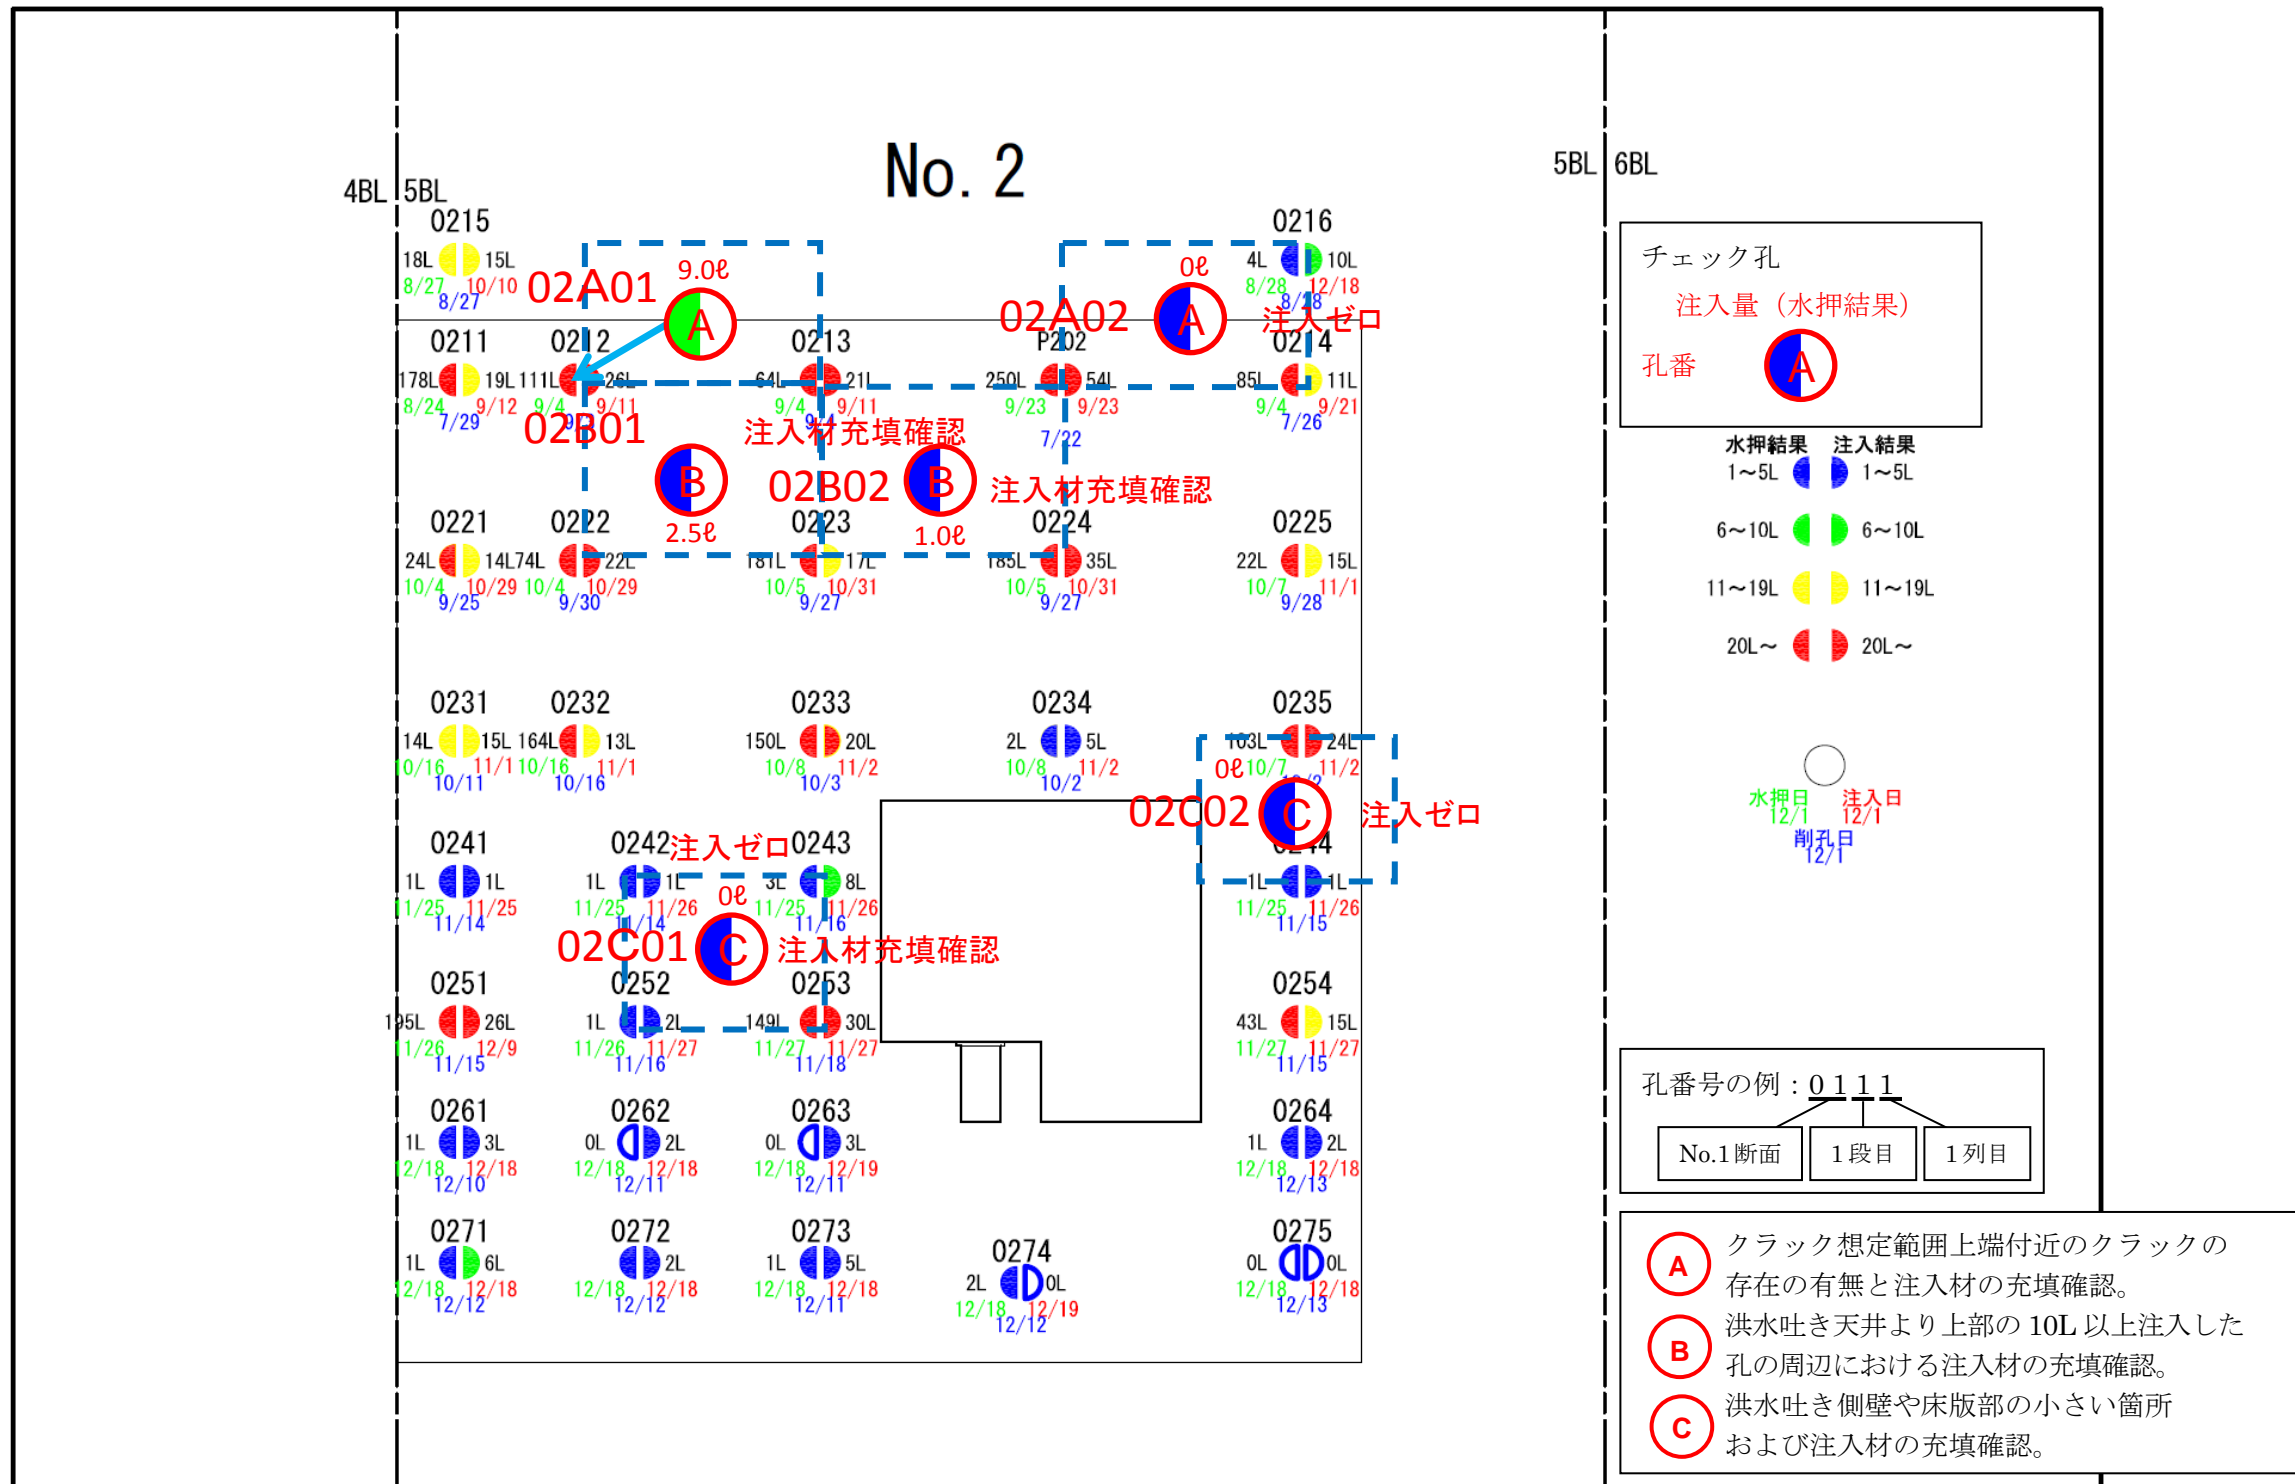 No. 2
4BL 5BL
5BL 6BL
0215
18L 15L
8/27 10/10
8/27
02A01
9.0ℓ
A
02A02
0ℓ
A
注入ゼロ
0216
4L 10L
8/28 12/18
8/28
0211
178L 19L
8/24 9/12
7/29
0212
111L 26L
9/4 9/11
0213
64L 21L
9/4 9/11
9/4
P202
250L 54L
9/23 9/23
7/22
0214
85L 11L
9/4 9/21
7/26
02B01
注入材充填確認
B
2.5ℓ
02B02
B
注入材充填確認
1.0ℓ
0221
24L 14L
10/4 10/29
9/25
0222
74L 22L
10/4 10/29
9/30
0223
181L 17L
10/5 10/31
9/27
0224
185L 35L
10/5 10/31
9/27
0225
22L 15L
10/7 11/1
9/28
0231
14L 15L
10/16 11/1
10/11
0232
164L 13L
10/16 11/1
10/16
0233
150L 20L
10/8 11/2
10/3
0234
2L 5L
10/8 11/2
10/2
0235
103L 24L
10/7 11/2
10/2
0ℓ
02C02
C
注入ゼロ
0241
1L 1L
11/25 11/25
11/14
0242
1L 1L
11/25 11/26
11/14
注入ゼロ
0243
3L 8L
11/25 11/26
11/16
0244
1L 1L
11/25 11/26
11/15
0ℓ
02C01
C
注入材充填確認
0251
195L 26L
11/26 12/9
11/15
0252
1L 2L
11/26 11/27
11/16
0253
149L 30L
11/27 11/27
11/18
0254
43L 15L
11/27 11/27
11/15
0261
1L 3L
12/18 12/18
12/10
0262
0L 2L
12/18 12/18
12/11
0263
0L 3L
12/18 12/19
12/11
0264
1L 2L
12/18 12/18
12/13
0271
1L 6L
12/18 12/18
12/12
0272
2L
12/18 12/18
12/12
0273
1L 5L
12/18 12/18
12/11
0274
2L 0L
12/18 12/19
12/12
0275
0L 0L
12/18 12/18
12/13
チェック孔
注入量（水押結果）
孔番
A
水押結果 注入結果
1～5L 1～5L
6～10L 6～10L
11～19L 11～19L
20L～ 20L～
水押日 注入日
12/1 12/1
削孔日
12/1
孔番号の例：0 1 1 1
No.1断面 1段目 1列目
A クラック想定範囲上端付近のクラックの
存在の有無と注入材の充填確認。
B 洪水吐き天井より上部の 10L 以上注入した
孔の周辺における注入材の充填確認。
C 洪水吐き側壁や床版部の小さい箇所
および注入材の充填確認。